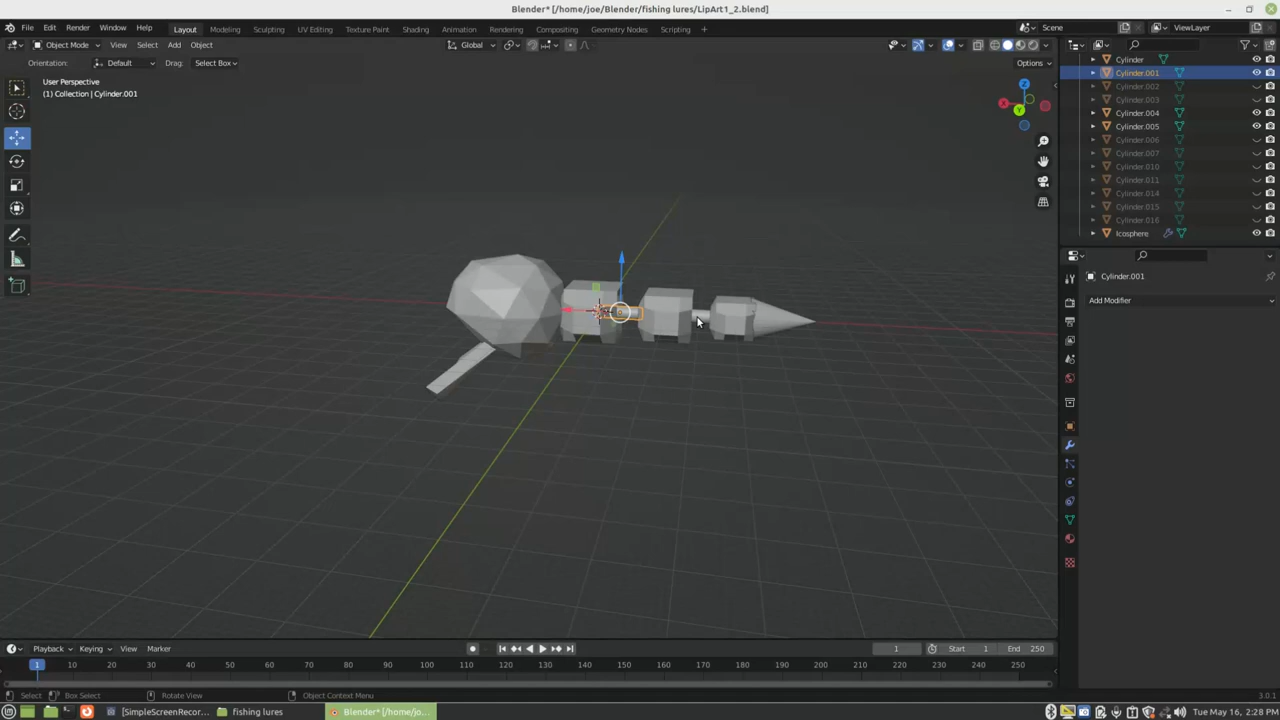 Blender* [/home/joe/Blender/fishing lures/LipArt1_2.blend]
File Edit Render Window Help Layout Modeling Sculpting UV Editing Texture Paint Shading Animation Rendering Compositing Geometry Nodes Scripting + Scene ViewLayer
Object Mode View Select Add Object Global
Orientation: Default Drag: Select Box Options
User Perspective
(1) Collection | Cylinder.001
Z
X
Y
Cylinder
Cylinder.001
Cylinder.002
Cylinder.003
Cylinder.004
Cylinder.005
Cylinder.006
Cylinder.007
Cylinder.010
Cylinder.011
Cylinder.014
Cylinder.015
Cylinder.016
Icosphere
Cylinder.001
Add Modifier
Playback Keying View Marker 1 Start 1 End 250
1 10 20 30 40 50 60 70 80 90 100 110 120 130 140 150 160 170 180 190 200 210 220 230 240 250
Select Box Select Rotate View Object Context Menu 3.0.1
[SimpleScreenRecor... fishing lures Blender* [/home/jo... Tue May 16, 2:28 PM